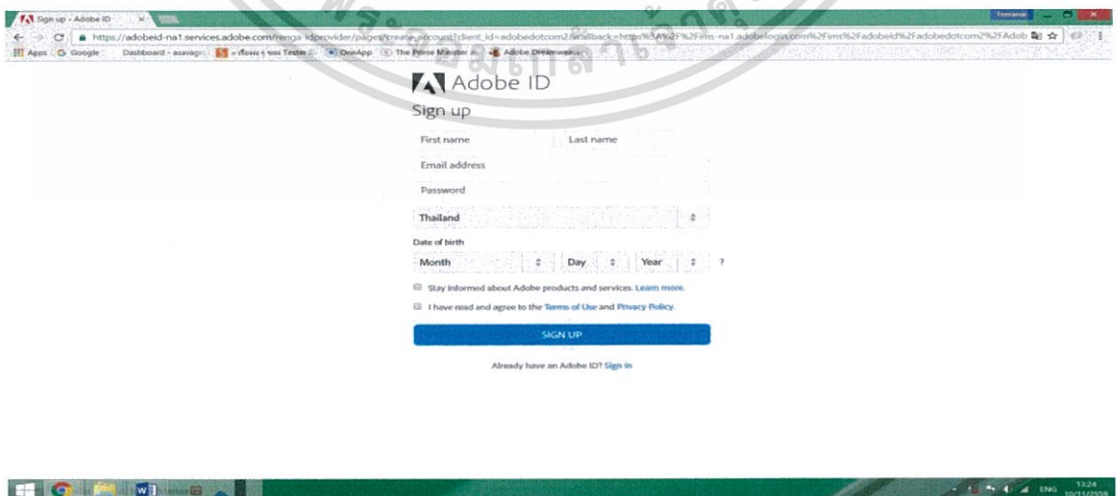 Sign up - Adobe ID
Teeranai
https://adobeid-na1.services.adobe.com/renga-idprovider/pages/create_account?client_id=adobedotcom2&callback=https%3A%2F%2Fims-na1.adobelogin.com%2Fims%2Fadobeid%2Fadobedotcom2%2FAdob
Apps Google Dashboard - asavag Tester OneApp The Prime Minister Adobe Dreamweav
Adobe ID
Sign up
First name Last name
Email address
Password
Thailand
Date of birth
Month Day Year ?
Stay informed about Adobe products and services. Learn more.
I have read and agree to the Terms of Use and Privacy Policy.
SIGN UP
Already have an Adobe ID? Sign In
ENG 13:24